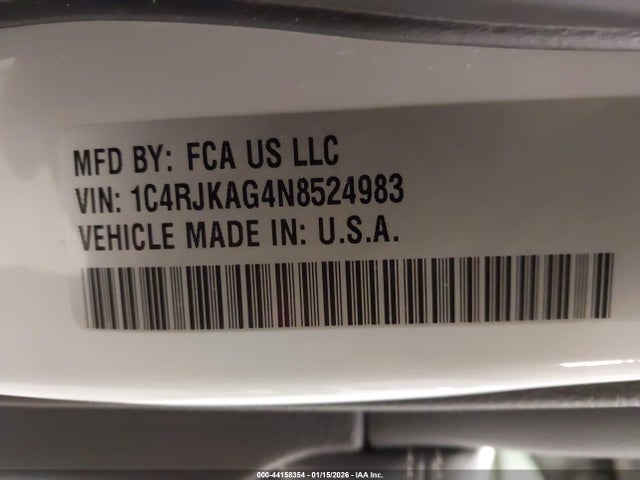 MFD BY: FCA US LLC
VIN: 1C4RJKAG4N8524983
VEHICLE MADE IN: U.S.A.
000-44158354 - 01/15/2026 - IAA Inc.